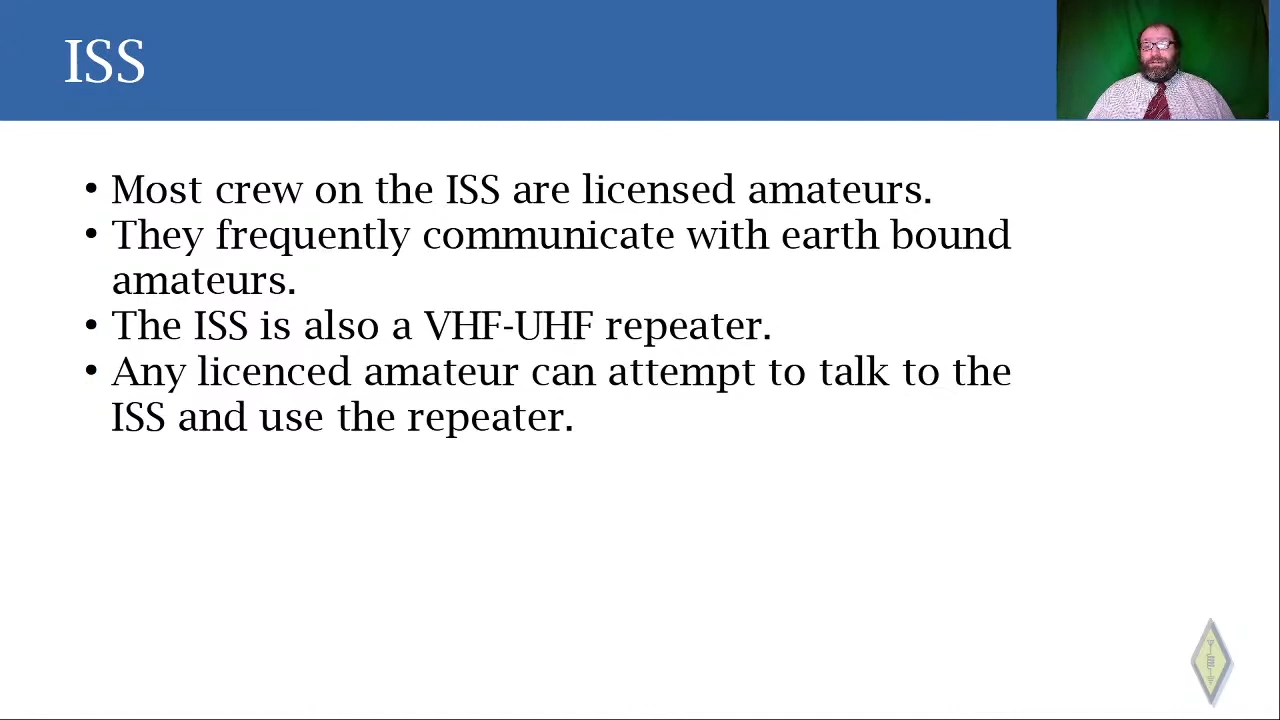 ISS
• Most crew on the ISS are licensed amateurs.
• They frequently communicate with earth bound
amateurs.
• The ISS is also a VHF-UHF repeater.
• Any licenced amateur can attempt to talk to the
ISS and use the repeater.